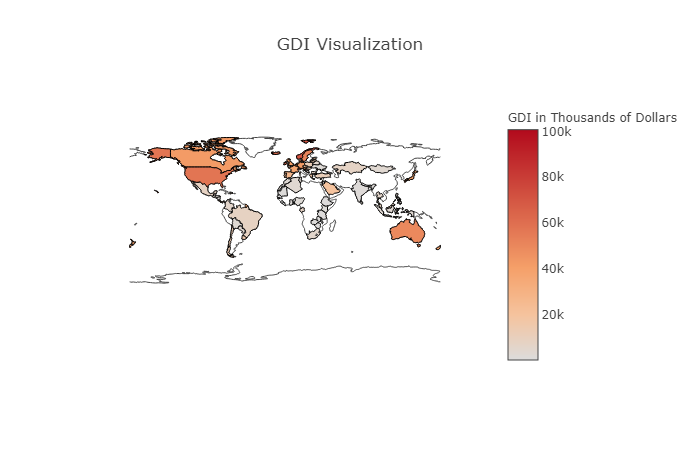 GDI Visualization
GDI in Thousands of Dollars
100k
80k
60k
40k
20k